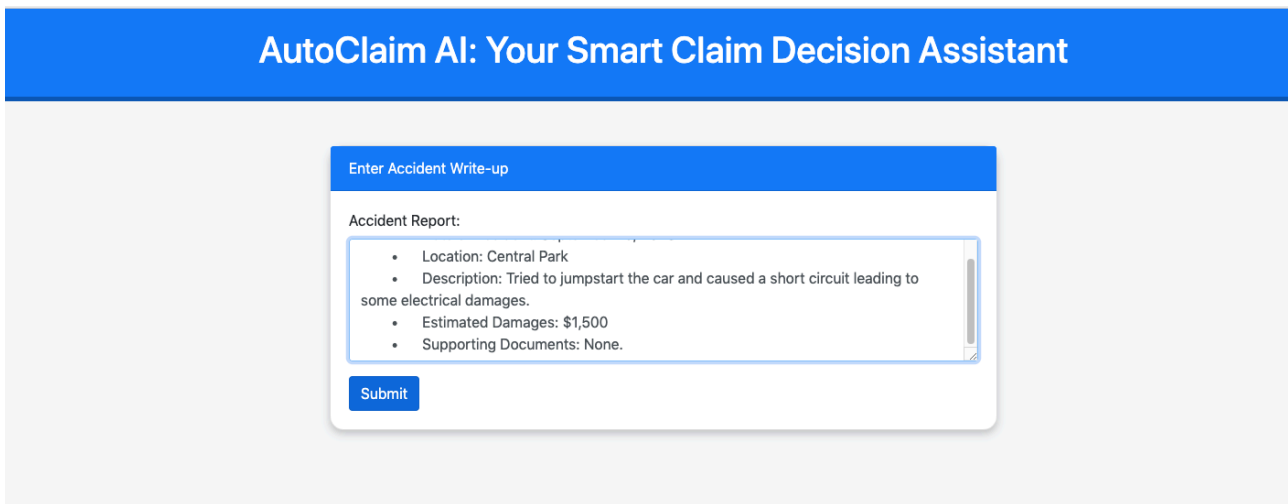 AutoClaim AI: Your Smart Claim Decision Assistant
Enter Accident Write-up
Accident Report:
• Location: Central Park
• Description: Tried to jumpstart the car and caused a short circuit leading to
some electrical damages.
• Estimated Damages: $1,500
• Supporting Documents: None.
Submit